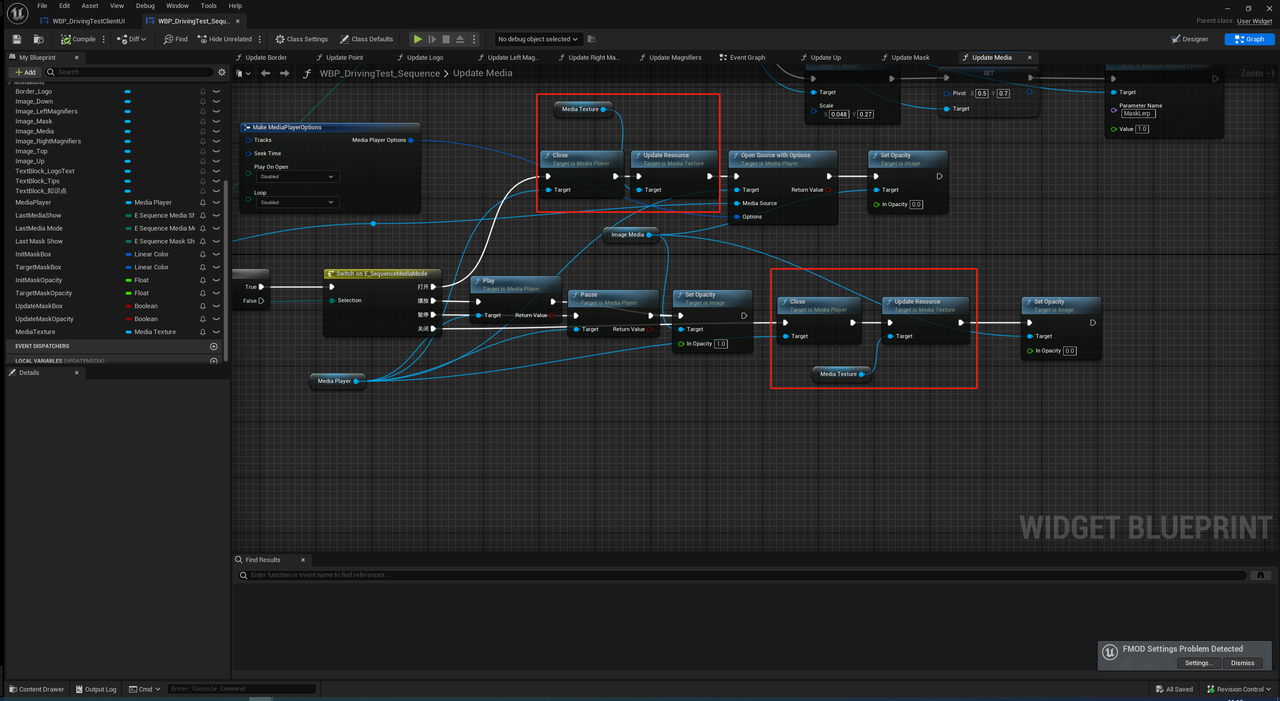 File Edit Asset View Debug Window Tools Help
WBP_DrivingTestClientUI
WBP_DrivingTest_Sequ...
Parent class: User Widget
Compile
Diff
Find
Hide Unrelated
Class Settings
Class Defaults
No debug object selected
Designer
Graph
My Blueprint
Add
Search
Border_Logo
Image_Down
Image_LeftMagnifiers
Image_Mask
Image_Media
Image_RightMagnifiers
Image_Top
Image_Up
TextBlock_LogoText
TextBlock_Tips
TextBlock_知识点
MediaPlayer Media Player
LastMediaShow E Sequence Media Sh
LastMedia Mode E Sequence Media M
Last Mask Show E Sequence Mask Sh
InitMaskBox Linear Color
TargetMaskBox Linear Color
InitMaskOpacity Float
TargetMaskOpacity Float
UpdateMaskBox Boolean
UpdateMaskOpacity Boolean
MediaTexture Media Texture
EVENT DISPATCHERS
LOCAL VARIABLES (UPDATEMEDIA)
Details
Update Border
Update Point
Update Logo
Update Left Mag...
Update Right Ma...
Update Magnifiers
Event Graph
Update Up
Update Mask
Update Media
WBP_DrivingTest_Sequence
Update Media
Zoom -1
Make MediaPlayerOptions
Tracks
Media Player Options
Seek Time
Play On Open
Disabled
Loop
Disabled
Media Texture
Close
Target is Media Player
Target
Update Resource
Target is Media Texture
Target
Open Source with Options
Target is Media Player
Target
Return Value
Media Source
Options
Set Opacity
Target is Image
Target
In Opacity 0.0
Target
Scale
X 0.048 Y 0.27
SET
Pivot X 0.5 Y 0.7
Target
Target
Parameter Name
MaskLerp
Value 1.0
Image Media
True
False
Switch on E_SequenceMediaMode
Selection
打开
播放
暂停
关闭
Play
Target is Media Player
Target
Return Value
Pause
Target is Media Player
Target
Return Value
Set Opacity
Target is Image
Target
In Opacity 1.0
Close
Target is Media Player
Target
Update Resource
Target is Media Texture
Target
Media Texture
Set Opacity
Target is Image
Target
In Opacity 0.0
Media Player
WIDGET BLUEPRINT
Find Results
Enter function or event name to find references...
FMOD Settings Problem Detected
Settings...
Dismiss
Content Drawer
Output Log
Cmd
Enter Console Command
All Saved
Revision Control